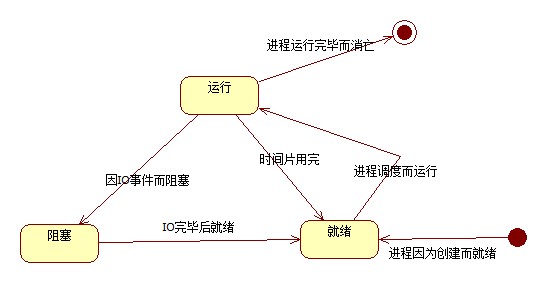 进程运行完毕而消亡
运行
时间片用完
进程调度而运行
因IO事件而阻塞
阻塞
IO完毕后就绪
就绪
进程因为创建而就绪